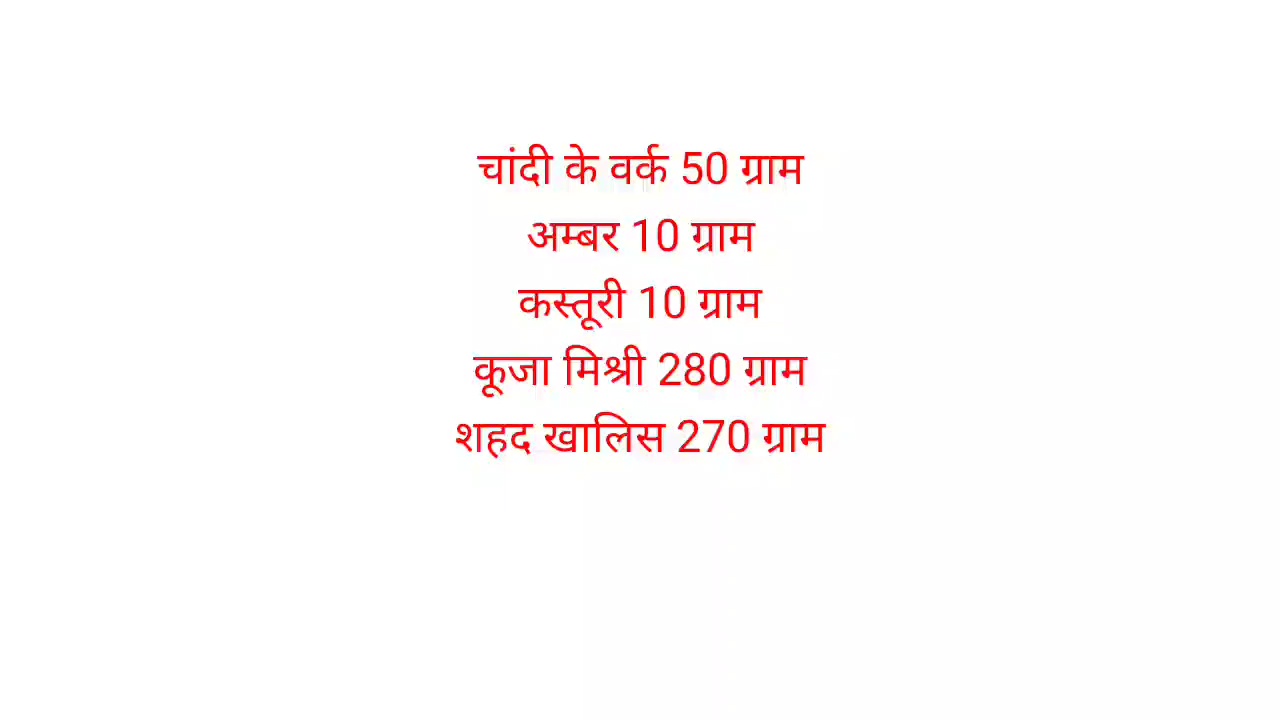 चांदी के वर्क 50 ग्राम
अम्बर 10 ग्राम
कस्तूरी 10 ग्राम
कूजा मिश्री 280 ग्राम
शहद खालिस 270 ग्राम